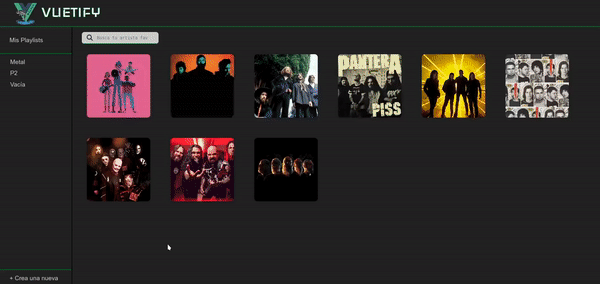 VUETIFY
Mis Playlists
Busca tu artista fav
Metal
P2
Vacia
PANTERA
PISS
+ Crea una nueva